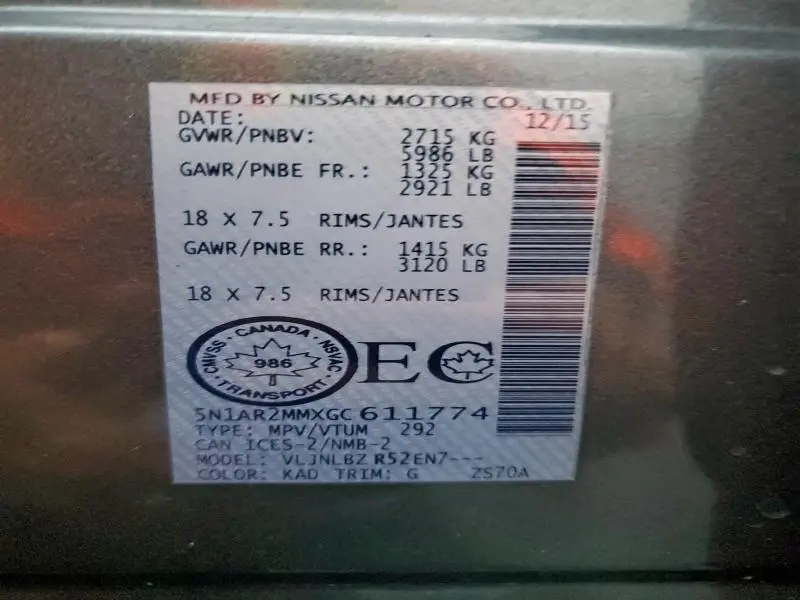 MFD BY NISSAN MOTOR CO., LTD.
DATE: 12/15
GVWR/PNBV: 2715 KG
5986 LB
GAWR/PNBE FR.: 1325 KG
2921 LB
18 X 7.5 RIMS/JANTES
GAWR/PNBE RR.: 1415 KG
3120 LB
18 X 7.5 RIMS/JANTES
CANADA
CMVSS 986 NSVAC
TRANSPORT
EC
5N1AR2MMXGC611774
TYPE: MPV/VTUM 292
CAN ICES-2/NMB-2
MODEL: VLJNLBZ R52EN7---
COLOR: KAD TRIM: G ZS70A